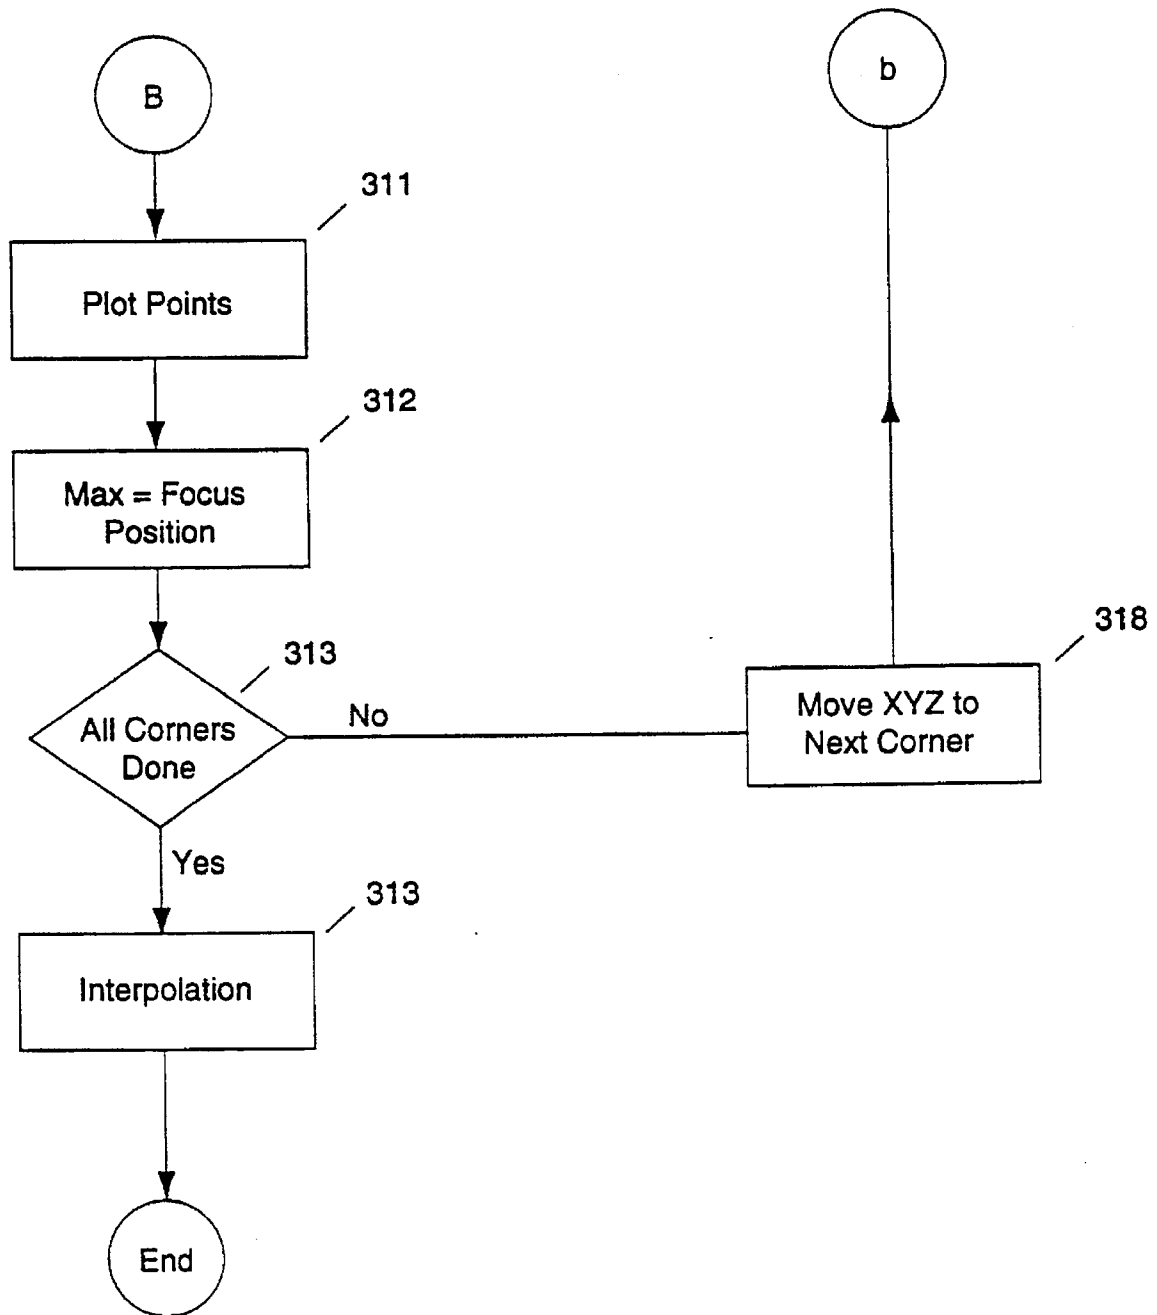 B
b
311
Plot Points
312
Max = Focus
Position
313
All Corners
Done
No
318
Move XYZ to
Next Corner
Yes
313
Interpolation
End